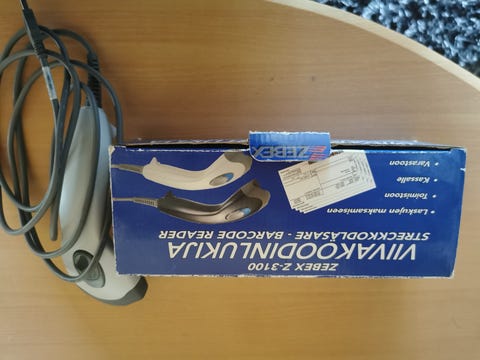 ZEBEX
• Varastoon
• Kassalle
• Toimistoon
• Laskujen maksamiseen
STRECKKODLÄSARE - BARCODE READER
VIIVAKOODINLUKIJA
ZEBEX Z-3100